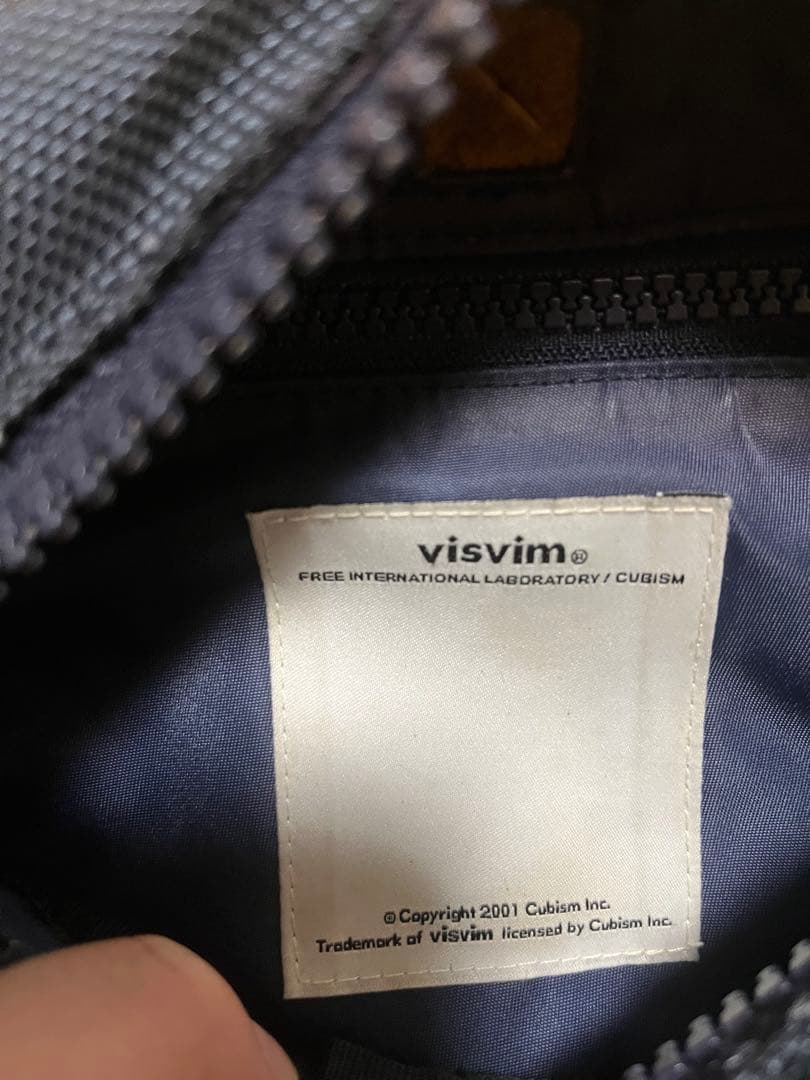 visvim®
FREE INTERNATIONAL LABORATORY / CUBISM
© Copyright 2001 Cubism Inc.
Trademark of visvim licensed by Cubism Inc.